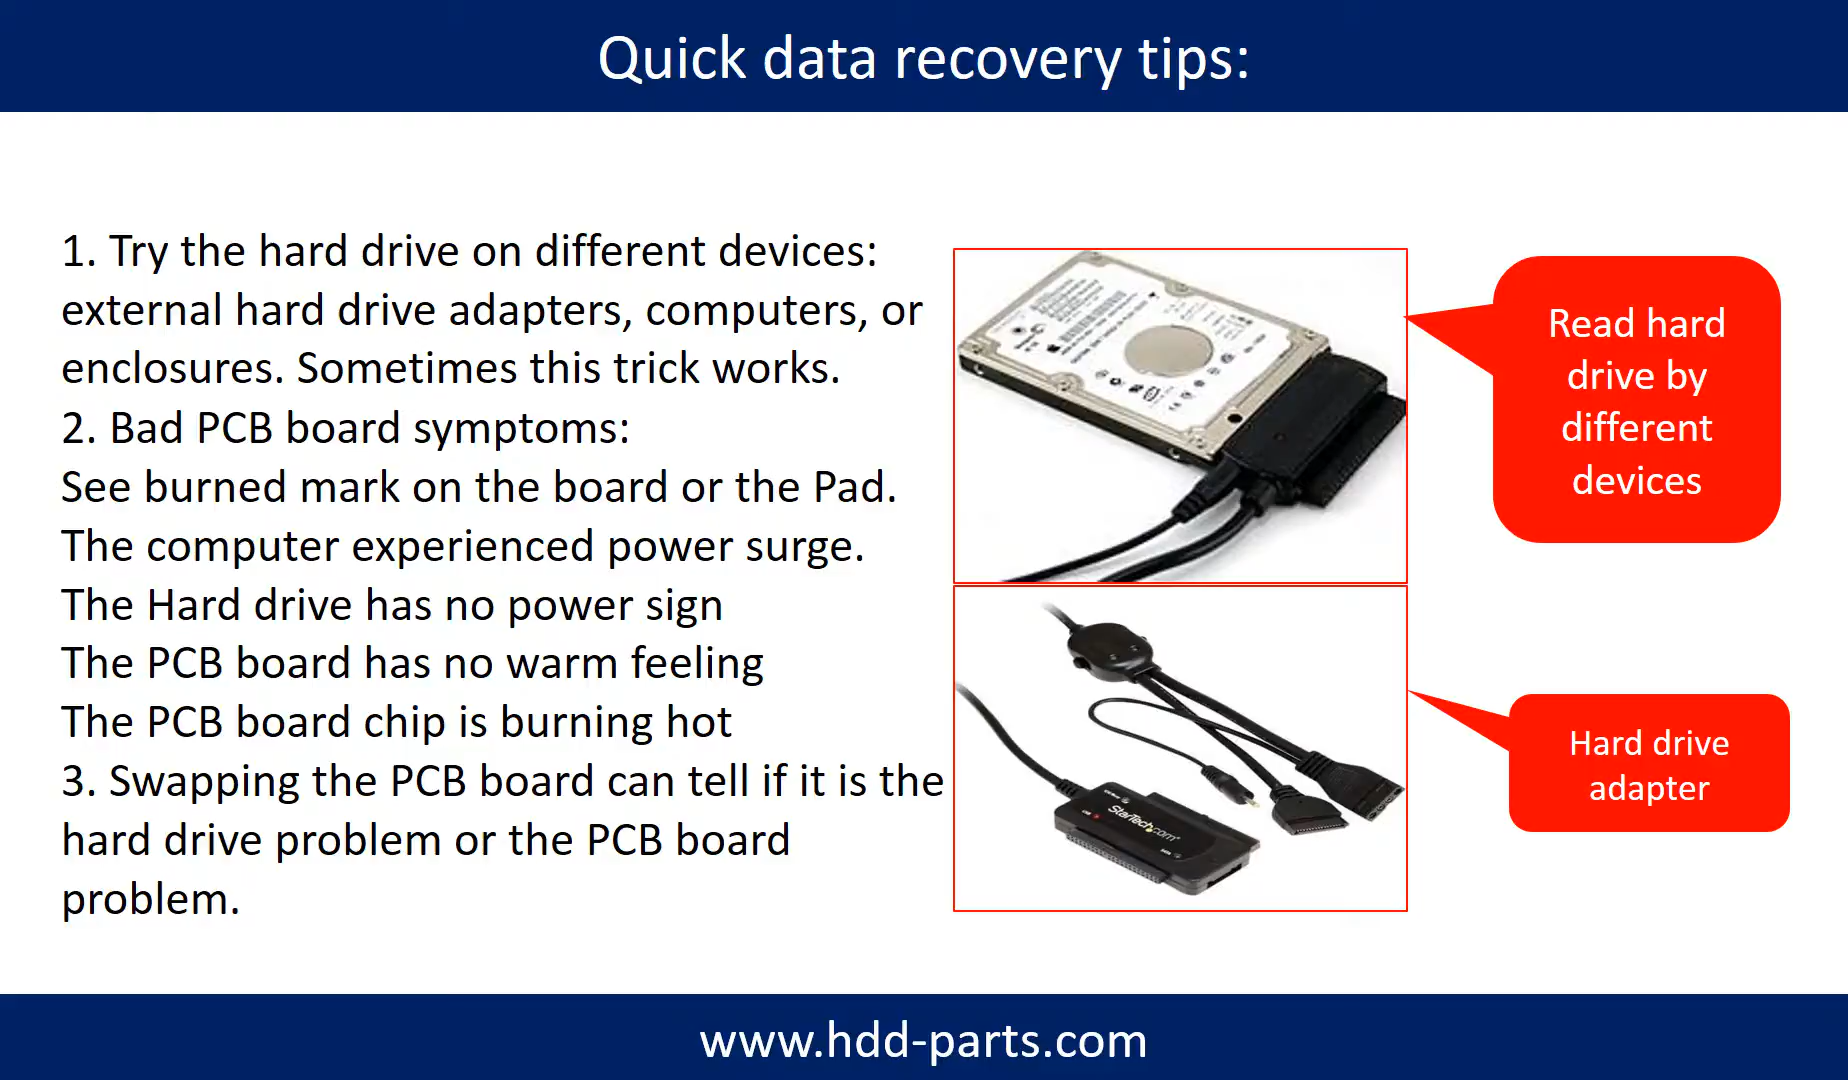 Quick data recovery tips:
1. Try the hard drive on different devices:
external hard drive adapters, computers, or
enclosures. Sometimes this trick works.
2. Bad PCB board symptoms:
See burned mark on the board or the Pad.
The computer experienced power surge.
The Hard drive has no power sign
The PCB board has no warm feeling
The PCB board chip is burning hot
3. Swapping the PCB board can tell if it is the
hard drive problem or the PCB board
problem.
Read hard
drive by
different
devices
StarTech.com
Hard drive
adapter
www.hdd-parts.com